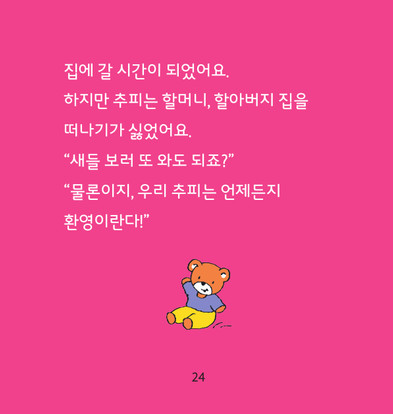 집에 갈 시간이 되었어요.
하지만 추피는 할머니, 할아버지 집을
떠나기가 싫었어요.
“새들 보러 또 와도 되죠?”
“물론이지, 우리 추피는 언제든지
환영이란다!”
24